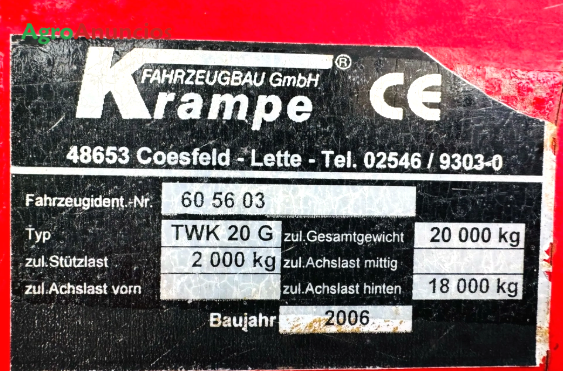 AgroAnuncios
Krampe
FAHRZEUGBAU GmbH ®
CE
48653 Coesfeld - Lette - Tel. 02546 / 9303-0
Fahrzeugident.-Nr. 60 56 03
Typ TWK 20 G zul.Gesamtgewicht 20 000 kg
zul.Stützlast 2 000 kg zul.Achslast mittig
zul.Achslast vorn zul.Achslast hinten 18 000 kg
Baujahr 2006